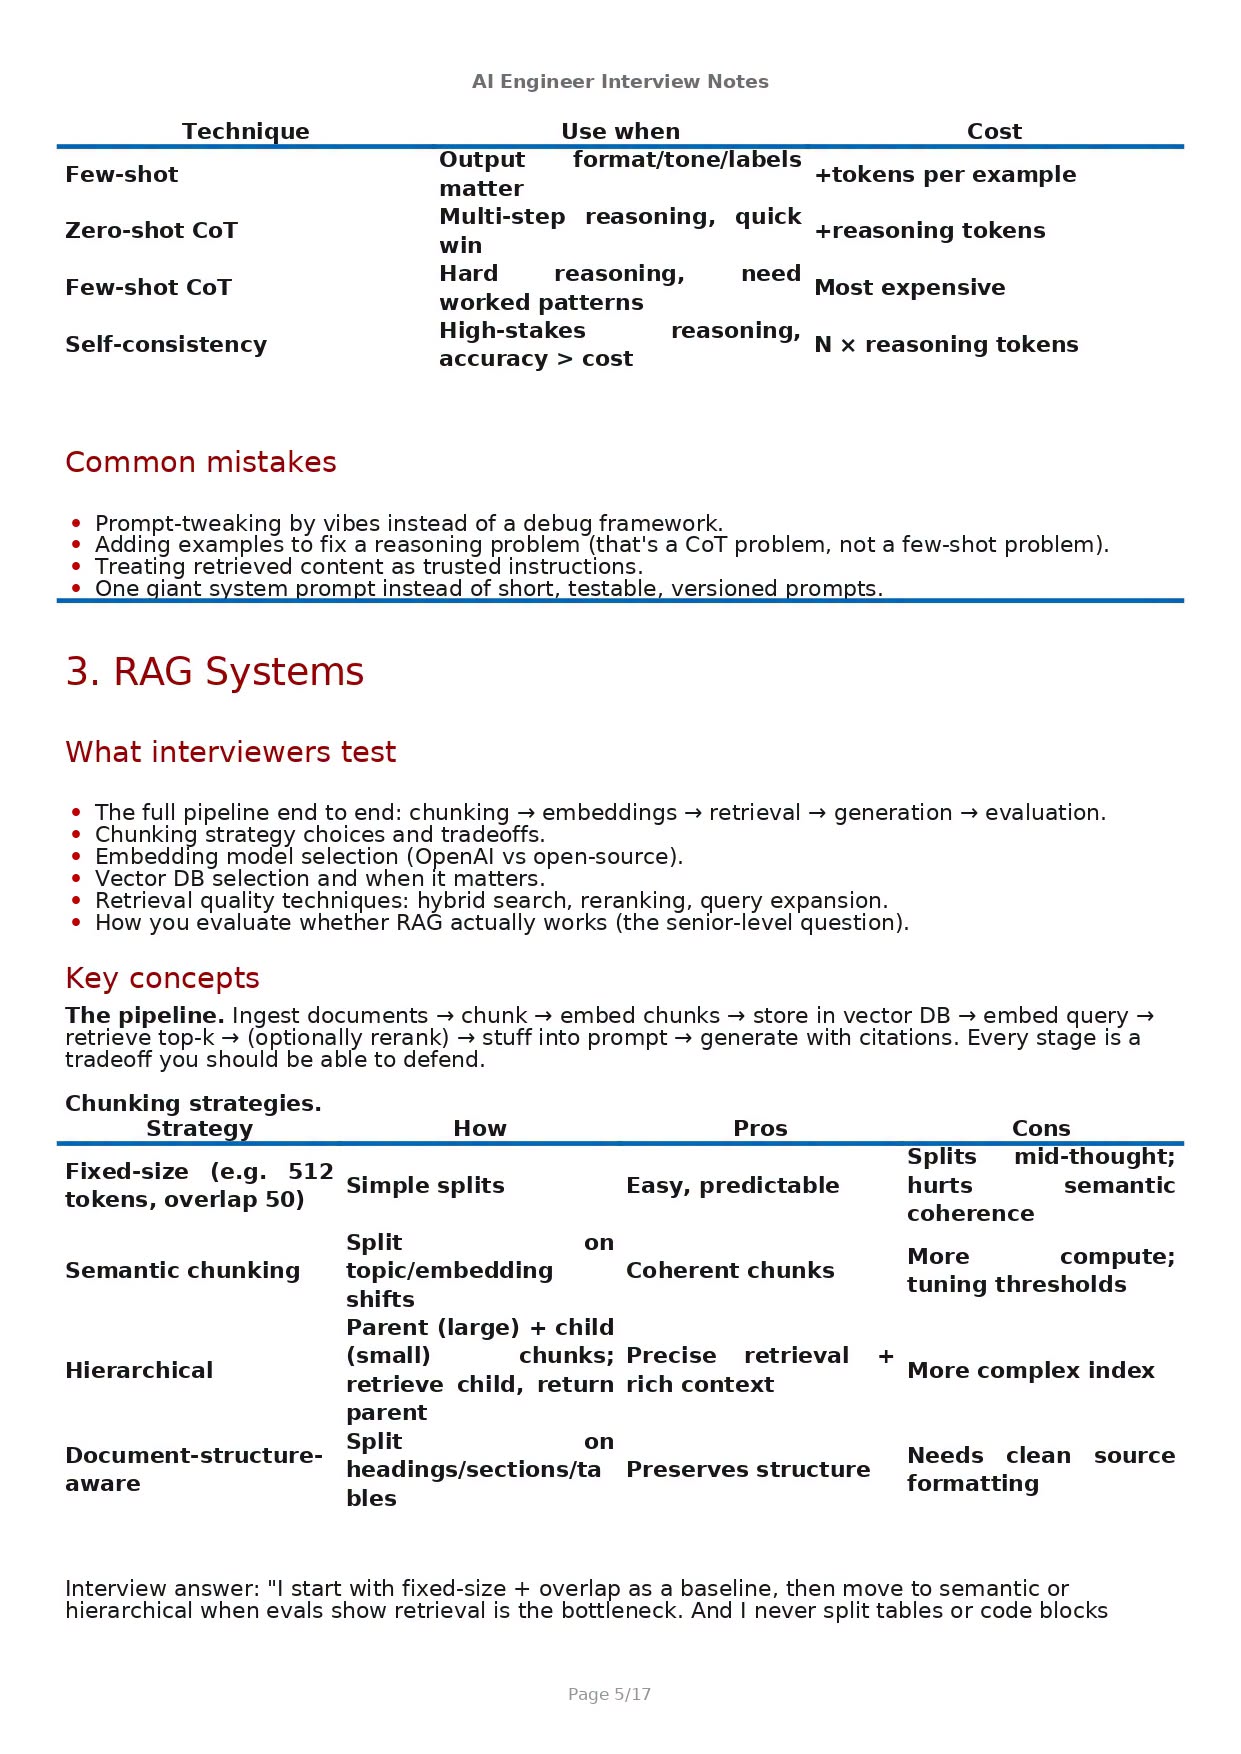 AI Engineer Interview Notes
Technique Use when Cost
Few-shot Output format/tone/labels matter +tokens per example
Zero-shot CoT Multi-step reasoning, quick win +reasoning tokens
Few-shot CoT Hard reasoning, need worked patterns Most expensive
Self-consistency High-stakes reasoning, accuracy > cost N × reasoning tokens
Common mistakes
• Prompt-tweaking by vibes instead of a debug framework.
• Adding examples to fix a reasoning problem (that's a CoT problem, not a few-shot problem).
• Treating retrieved content as trusted instructions.
• One giant system prompt instead of short, testable, versioned prompts.
3. RAG Systems
What interviewers test
• The full pipeline end to end: chunking → embeddings → retrieval → generation → evaluation.
• Chunking strategy choices and tradeoffs.
• Embedding model selection (OpenAI vs open-source).
• Vector DB selection and when it matters.
• Retrieval quality techniques: hybrid search, reranking, query expansion.
• How you evaluate whether RAG actually works (the senior-level question).
Key concepts
The pipeline. Ingest documents → chunk → embed chunks → store in vector DB → embed query →
retrieve top-k → (optionally rerank) → stuff into prompt → generate with citations. Every stage is a
tradeoff you should be able to defend.
Chunking strategies.
Strategy How Pros Cons
Fixed-size (e.g. 512 tokens, overlap 50) Simple splits Easy, predictable Splits mid-thought; hurts semantic coherence
Semantic chunking Split on topic/embedding shifts Coherent chunks More compute; tuning thresholds
Hierarchical Parent (large) + child (small) chunks; retrieve child, return parent Precise retrieval + rich context More complex index
Document-structure-aware Split on headings/sections/tables Preserves structure Needs clean source formatting
Interview answer: "I start with fixed-size + overlap as a baseline, then move to semantic or
hierarchical when evals show retrieval is the bottleneck. And I never split tables or code blocks
Page 5/17